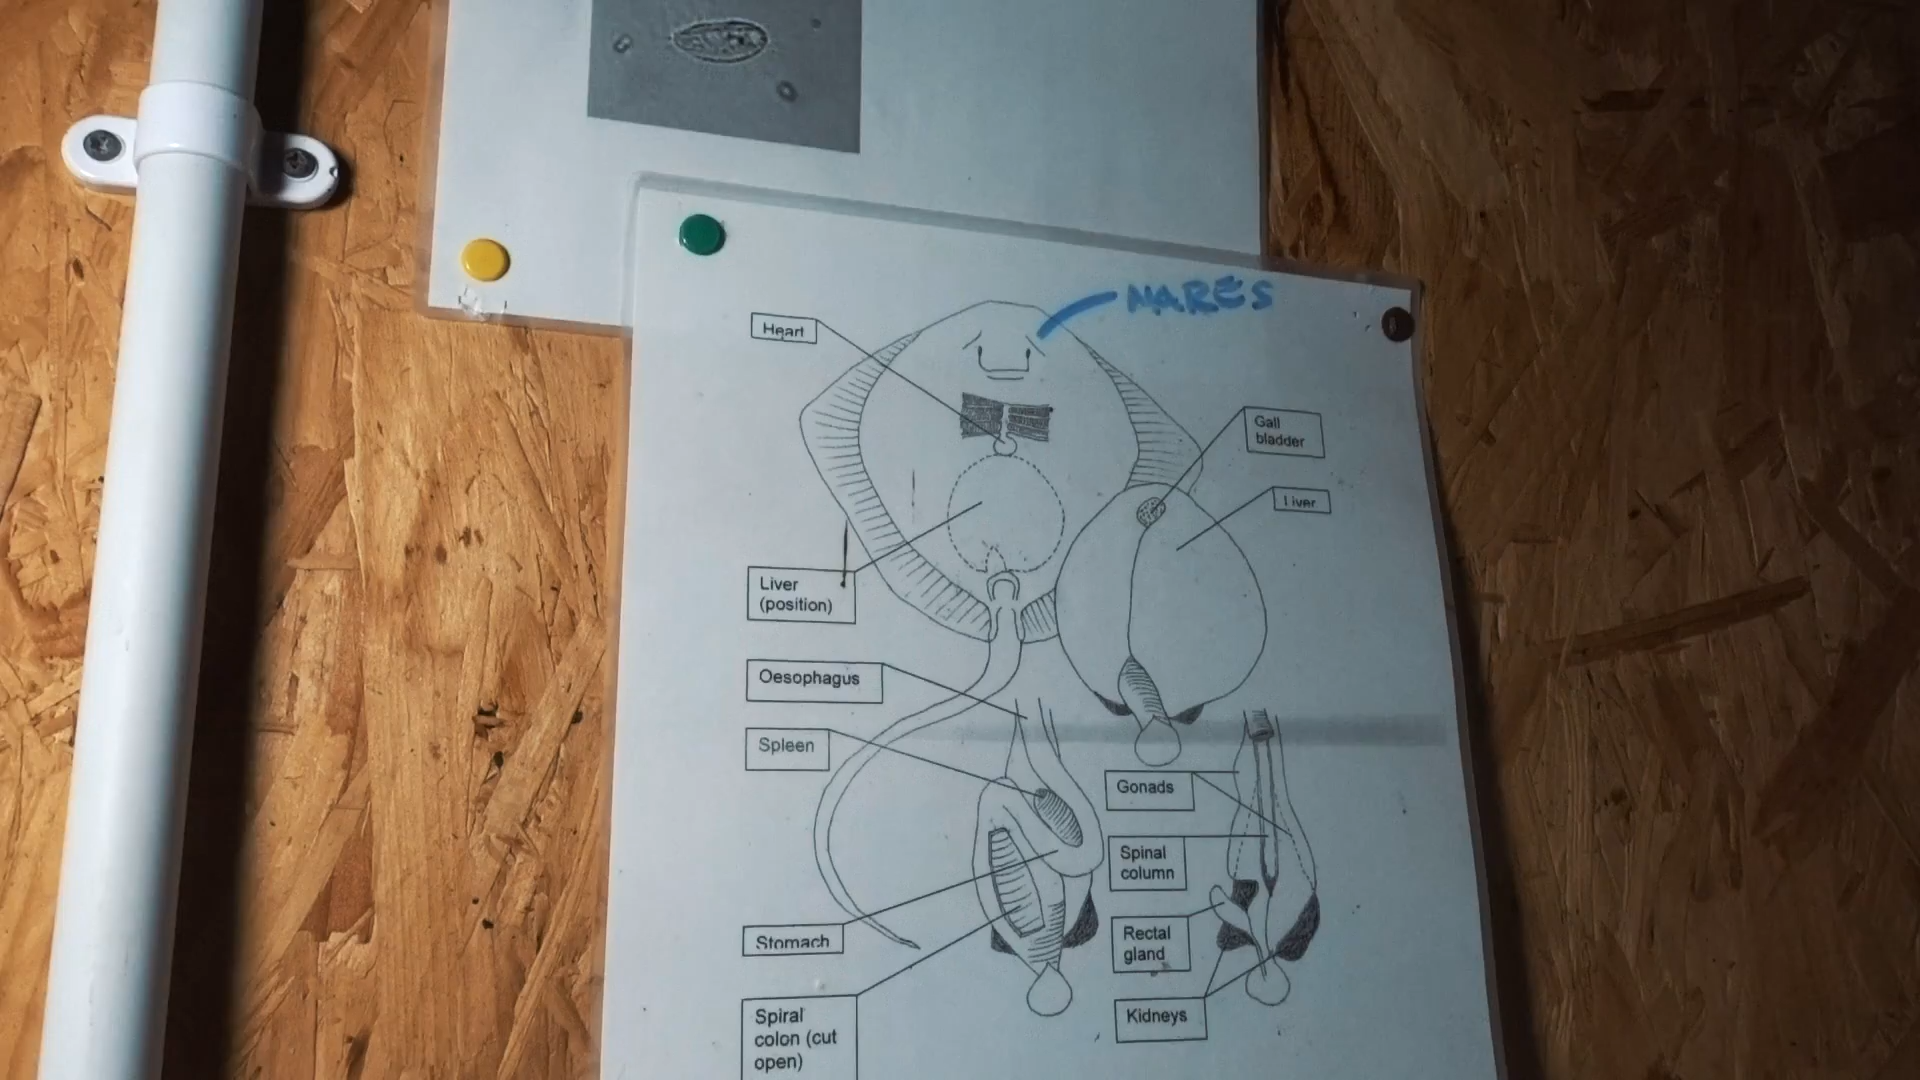 NARES
Heart
Gall
bladder
Liver
Liver
(position)
Oesophagus
Spleen
Gonads
Spinal
column
Stomach
Rectal
gland
Spiral
colon (cut
open)
Kidneys